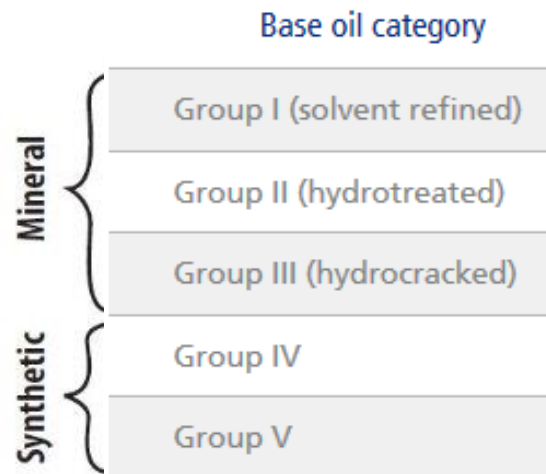 Base oil category
Mineral
Group I (solvent refined)
Group II (hydrotreated)
Group III (hydrocracked)
Synthetic
Group IV
Group V